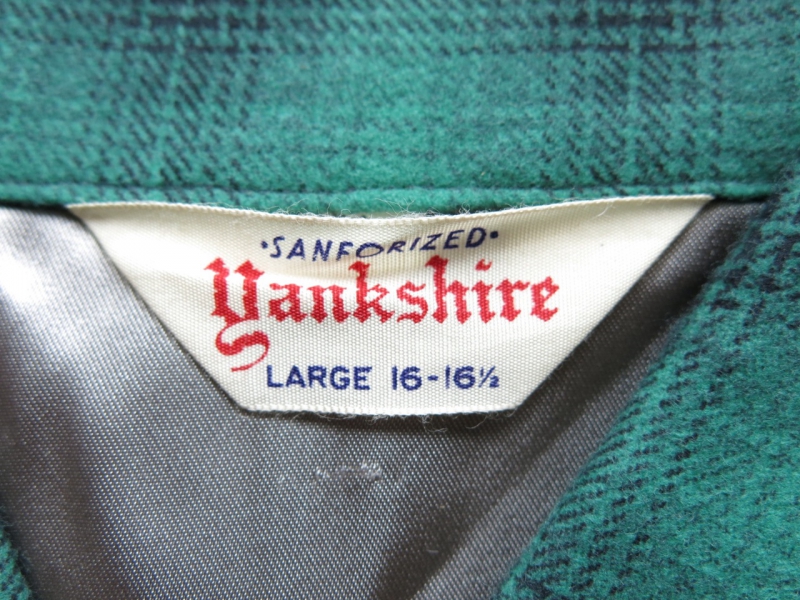 ·SANFORIZED·
Yankshire
LARGE 16-16½